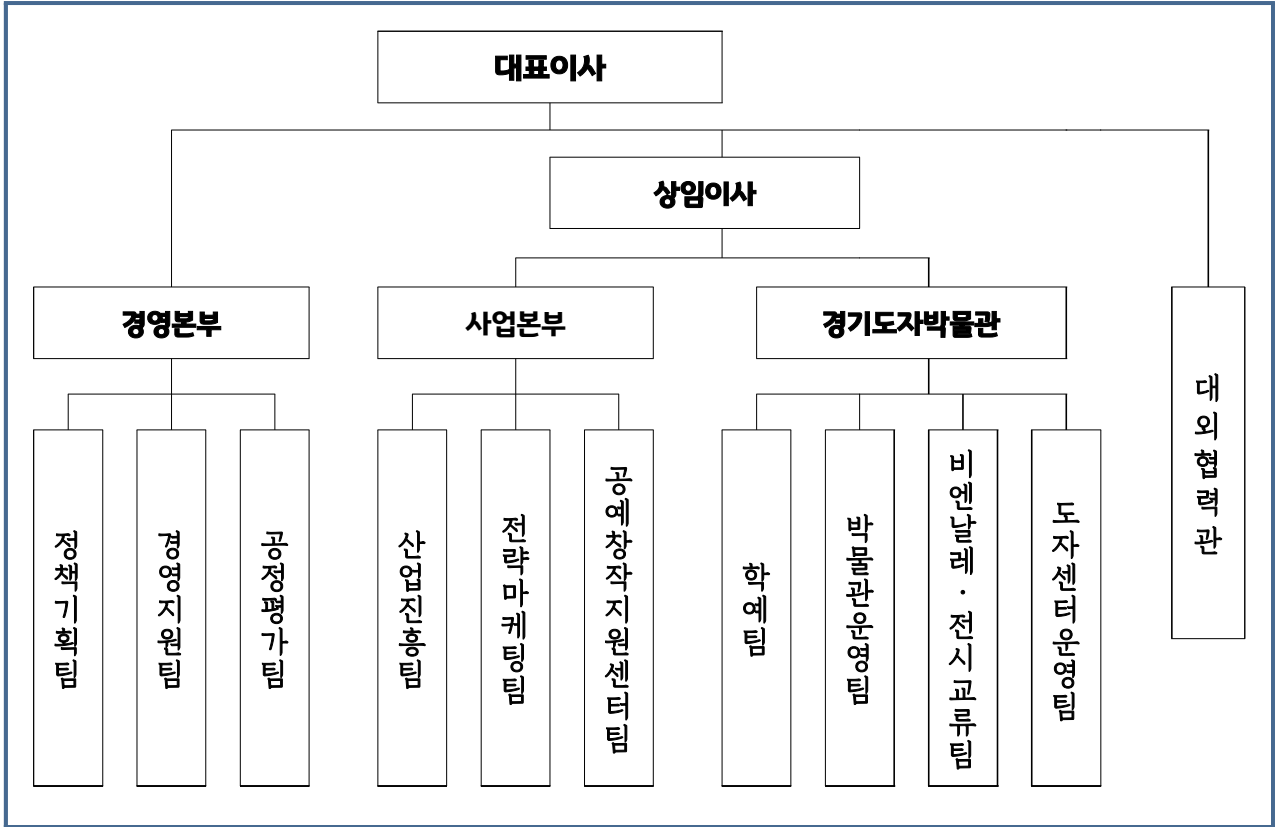 대표이사
상임이사
경영본부
사업본부
경기도자박물관
대외협력관
정책기획팀
경영지원팀
공정평가팀
산업진흥팀
전략마케팅팀
공예창작지원센터팀
학예팀
박물관운영팀
비엔날레·전시교류팀
도자센터운영팀